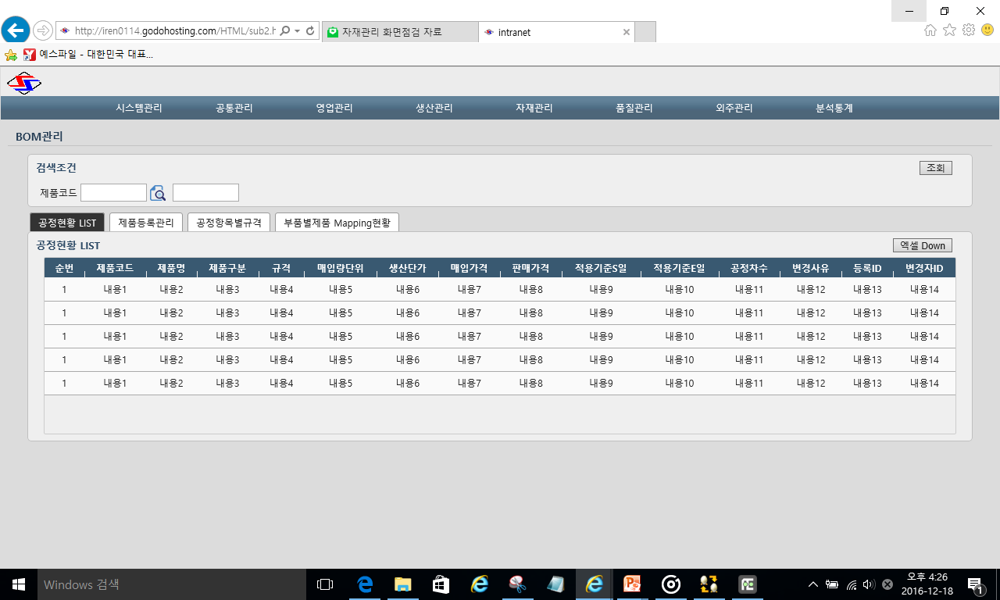 http://iren0114.godohosting.com/HTML/sub2.h
자재관리 화면점검 자료
intranet
예스파일 - 대한민국 대표...
시스템관리 공통관리 영업관리 생산관리 자재관리 품질관리 외주관리 분석통계
BOM관리
검색조건 조회
제품코드
공정현황 LIST 제품등록관리 공정항목별규격 부품별제품 Mapping현황
공정현황 LIST 엑셀 Down
순번 제품코드 제품명 제품구분 규격 매입량단위 생산단가 매입가격 판매가격 적용기준S일 적용기준E일 공정차수 변경사유 등록ID 변경자ID
1 내용1 내용2 내용3 내용4 내용5 내용6 내용7 내용8 내용9 내용10 내용11 내용12 내용13 내용14
1 내용1 내용2 내용3 내용4 내용5 내용6 내용7 내용8 내용9 내용10 내용11 내용12 내용13 내용14
1 내용1 내용2 내용3 내용4 내용5 내용6 내용7 내용8 내용9 내용10 내용11 내용12 내용13 내용14
1 내용1 내용2 내용3 내용4 내용5 내용6 내용7 내용8 내용9 내용10 내용11 내용12 내용13 내용14
1 내용1 내용2 내용3 내용4 내용5 내용6 내용7 내용8 내용9 내용10 내용11 내용12 내용13 내용14
Windows 검색
오후 4:26
2016-12-18
1